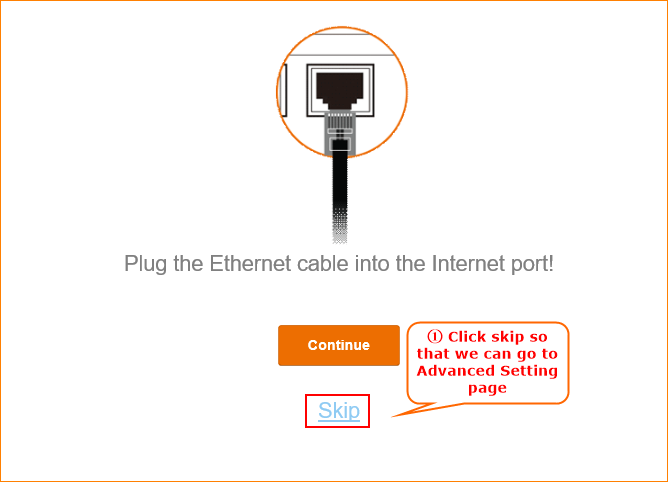 Plug the Ethernet cable into the Internet port!
Continue
① Click skip so
that we can go to
Advanced Setting
page
Skip